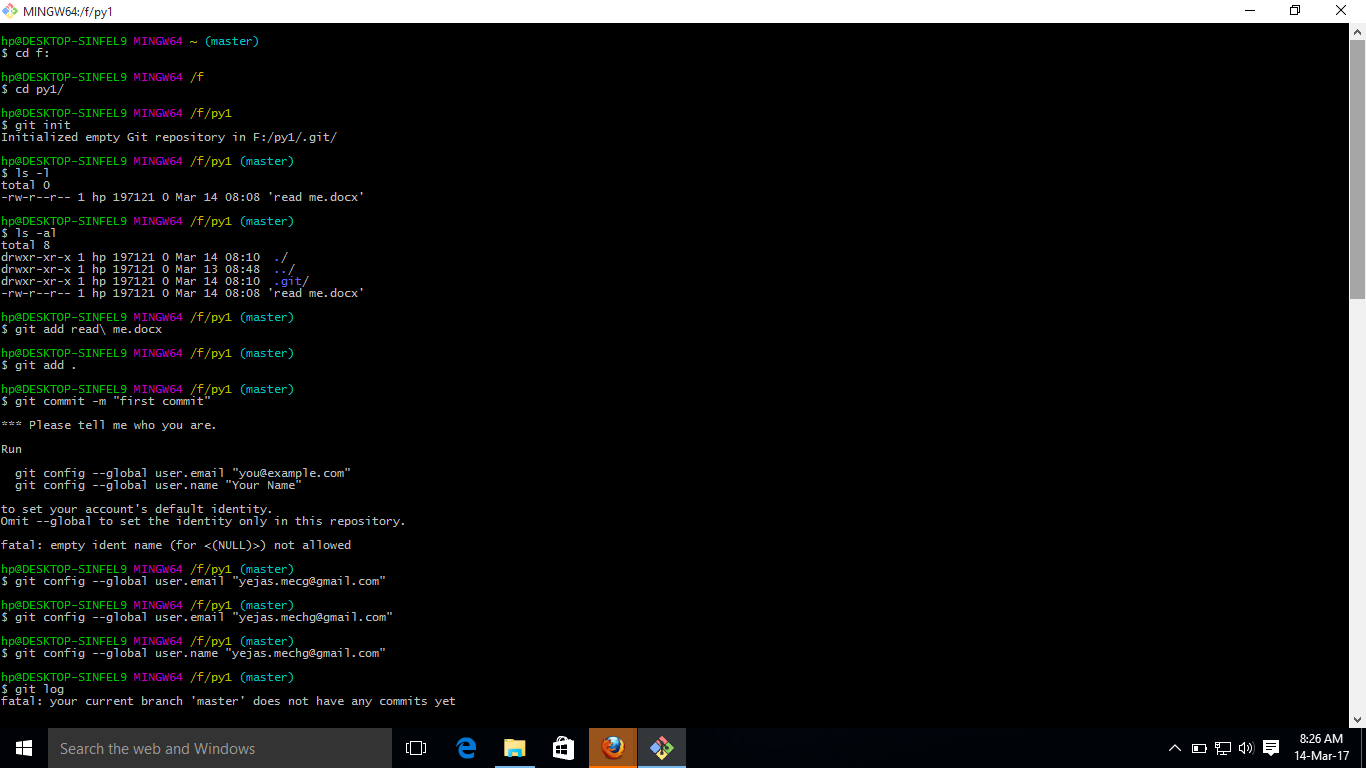 MINGW64:/f/py1
hp@DESKTOP-SINFEL9 MINGW64 ~ (master)
$ cd f:
hp@DESKTOP-SINFEL9 MINGW64 /f
$ cd py1/
hp@DESKTOP-SINFEL9 MINGW64 /f/py1
$ git init
Initialized empty Git repository in F:/py1/.git/
hp@DESKTOP-SINFEL9 MINGW64 /f/py1 (master)
$ ls -l
total 0
-rw-r--r-- 1 hp 197121 0 Mar 14 08:08 'read me.docx'
hp@DESKTOP-SINFEL9 MINGW64 /f/py1 (master)
$ ls -al
total 8
drwxr-xr-x 1 hp 197121 0 Mar 14 08:10  ./
drwxr-xr-x 1 hp 197121 0 Mar 13 08:48  ../
drwxr-xr-x 1 hp 197121 0 Mar 14 08:10  .git/
-rw-r--r-- 1 hp 197121 0 Mar 14 08:08 'read me.docx'
hp@DESKTOP-SINFEL9 MINGW64 /f/py1 (master)
$ git add read\ me.docx
hp@DESKTOP-SINFEL9 MINGW64 /f/py1 (master)
$ git add .
hp@DESKTOP-SINFEL9 MINGW64 /f/py1 (master)
$ git commit -m "first commit"
*** Please tell me who you are.
Run
  git config --global user.email "you@example.com"
  git config --global user.name "Your Name"
to set your account's default identity.
Omit --global to set the identity only in this repository.
fatal: empty ident name (for <(NULL)>) not allowed
hp@DESKTOP-SINFEL9 MINGW64 /f/py1 (master)
$ git config --global user.email "yejas.mecg@gmail.com"
hp@DESKTOP-SINFEL9 MINGW64 /f/py1 (master)
$ git config --global user.email "yejas.mechg@gmail.com"
hp@DESKTOP-SINFEL9 MINGW64 /f/py1 (master)
$ git config --global user.name "yejas.mechg@gmail.com"
hp@DESKTOP-SINFEL9 MINGW64 /f/py1 (master)
$ git log
fatal: your current branch 'master' does not have any commits yet
Search the web and Windows
8:26 AM
14-Mar-17